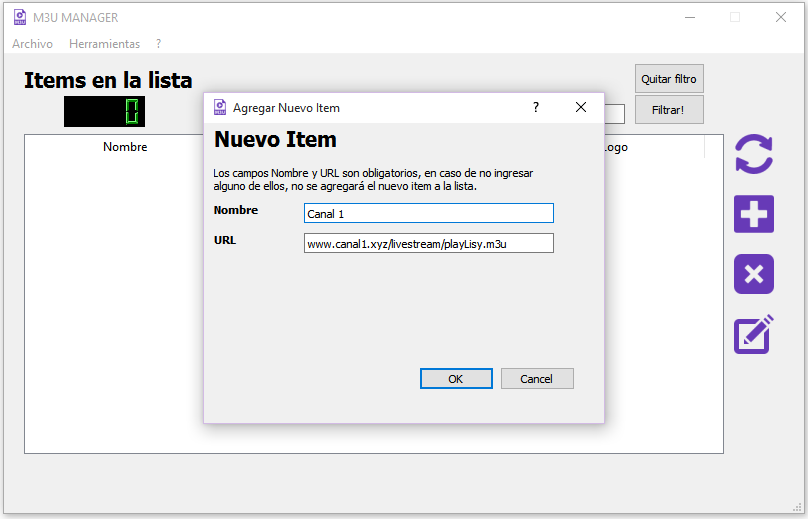 M3U MANAGER
Archivo Herramientas ?
Items en la lista
0
Quitar filtro
Filtrar!
Nombre
ogo
Agregar Nuevo Item ?
Nuevo Item
Los campos Nombre y URL son obligatorios, en caso de no ingresar
alguno de ellos, no se agregará el nuevo item a la lista.
Nombre Canal 1
URL www.canal1.xyz/livestream/playLisy.m3u
OK Cancel